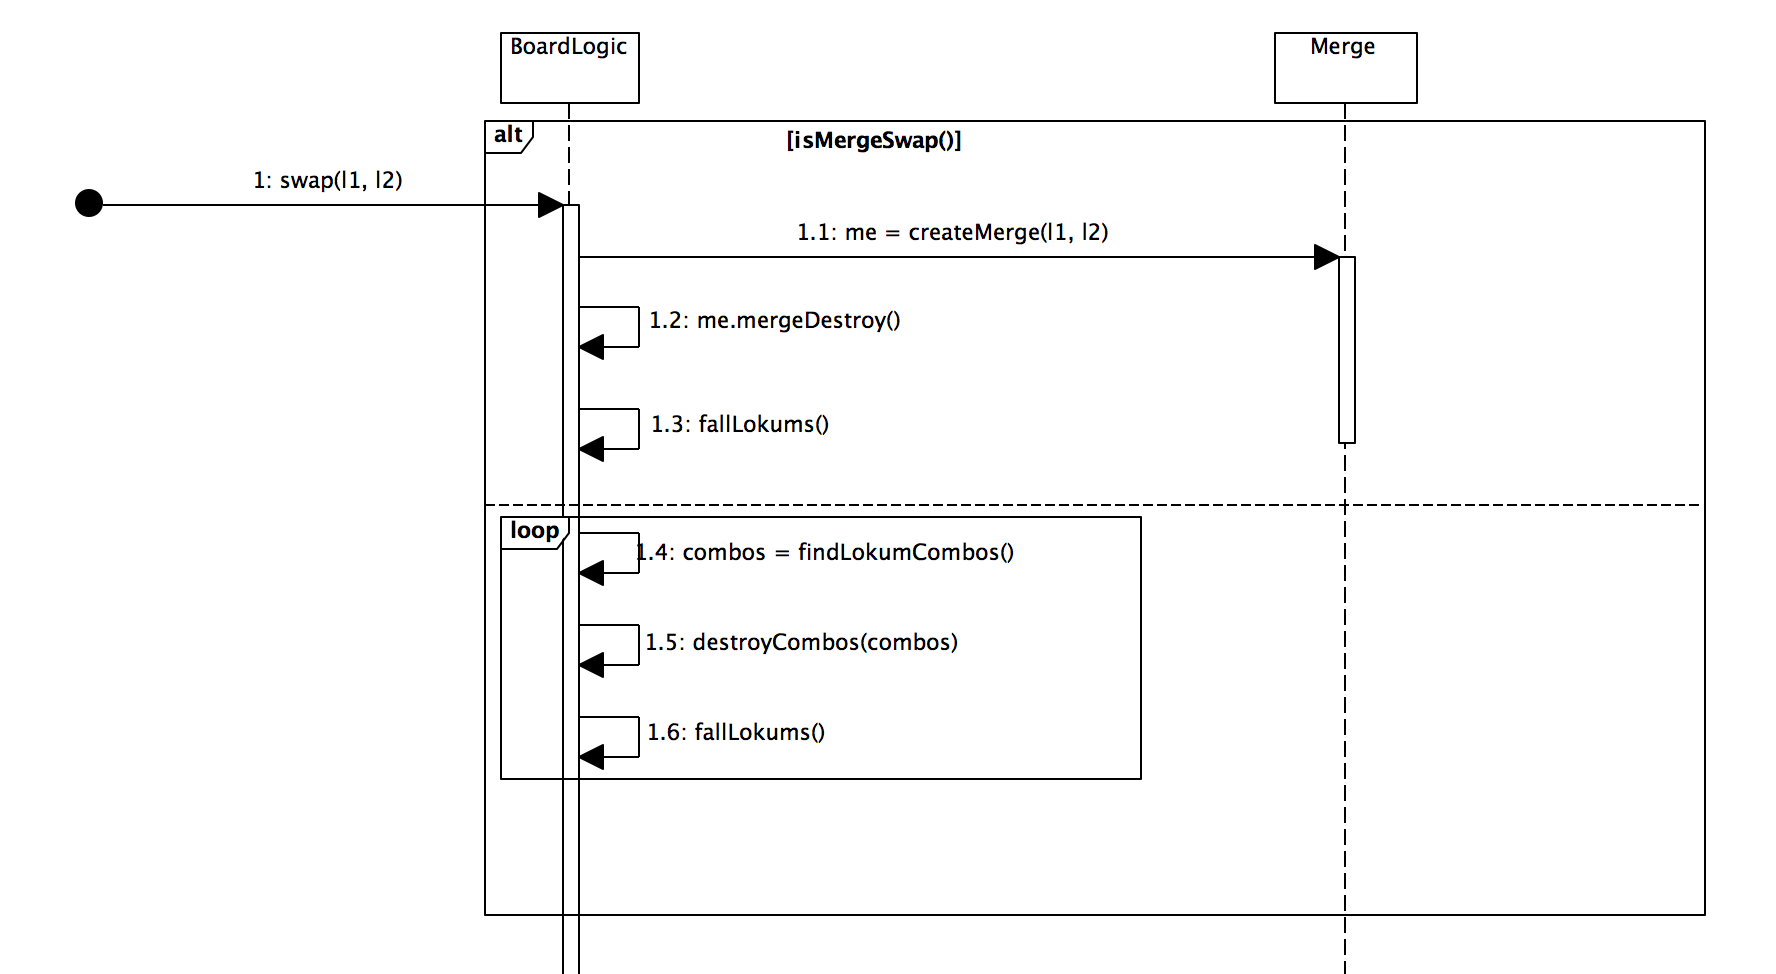 BoardLogic
Merge
alt
[isMergeSwap()]
1: swap(l1, l2)
1.1: me = createMerge(l1, l2)
1.2: me.mergeDestroy()
1.3: fallLokums()
loop
1.4: combos = findLokumCombos()
1.5: destroyCombos(combos)
1.6: fallLokums()